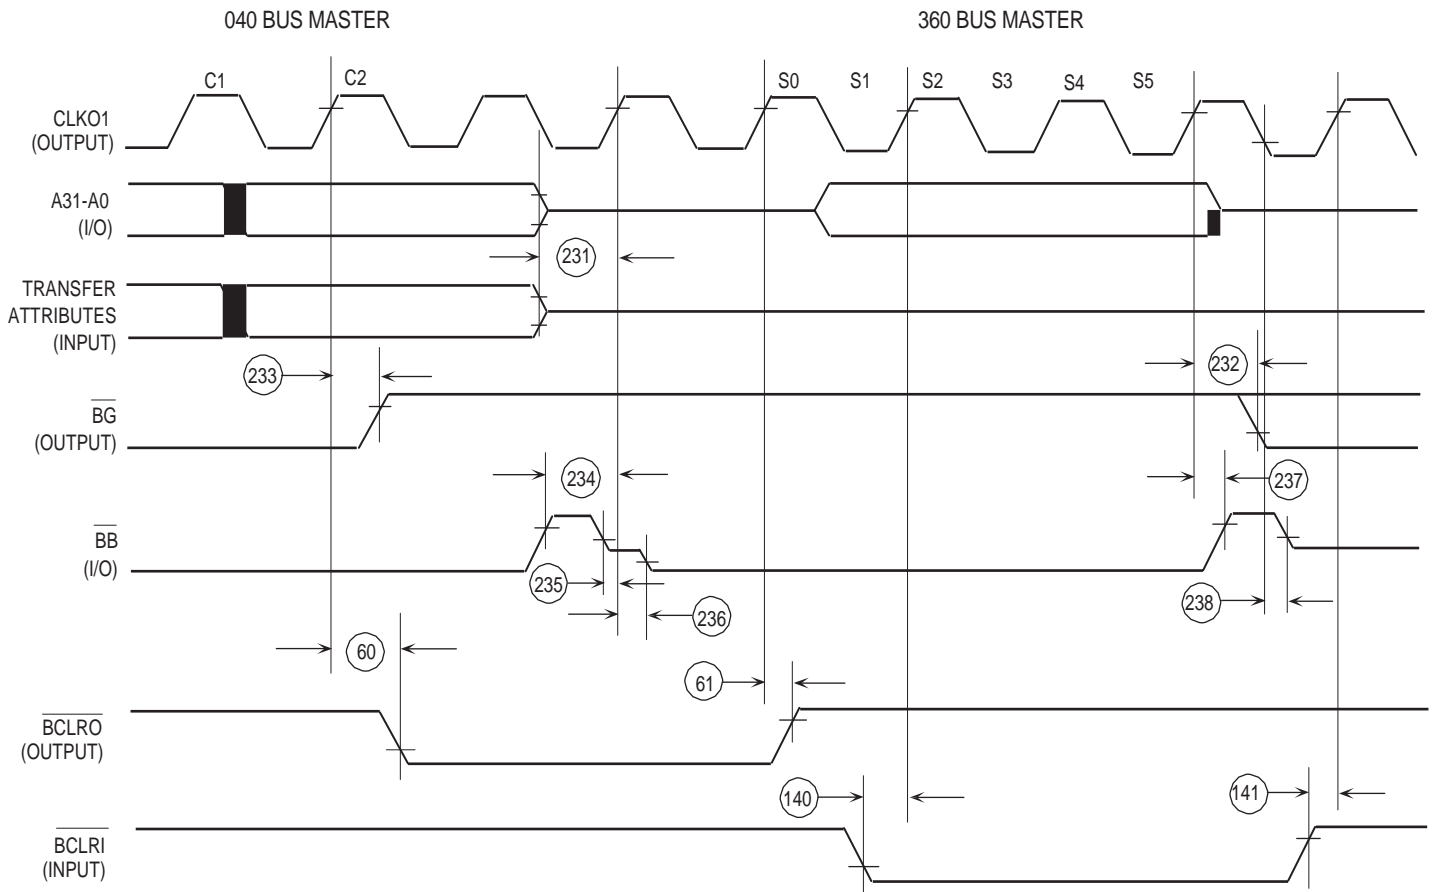 040 BUS MASTER
360 BUS MASTER
C1
C2
S0
S1
S2
S3
S4
S5
CLKO1
(OUTPUT)
A31-A0
(I/O)
231
TRANSFER
ATTRIBUTES
(INPUT)
233
232
BG
(OUTPUT)
234
237
BB
(I/O)
235
236
238
60
61
BCLRO
(OUTPUT)
140
141
BCLRI
(INPUT)